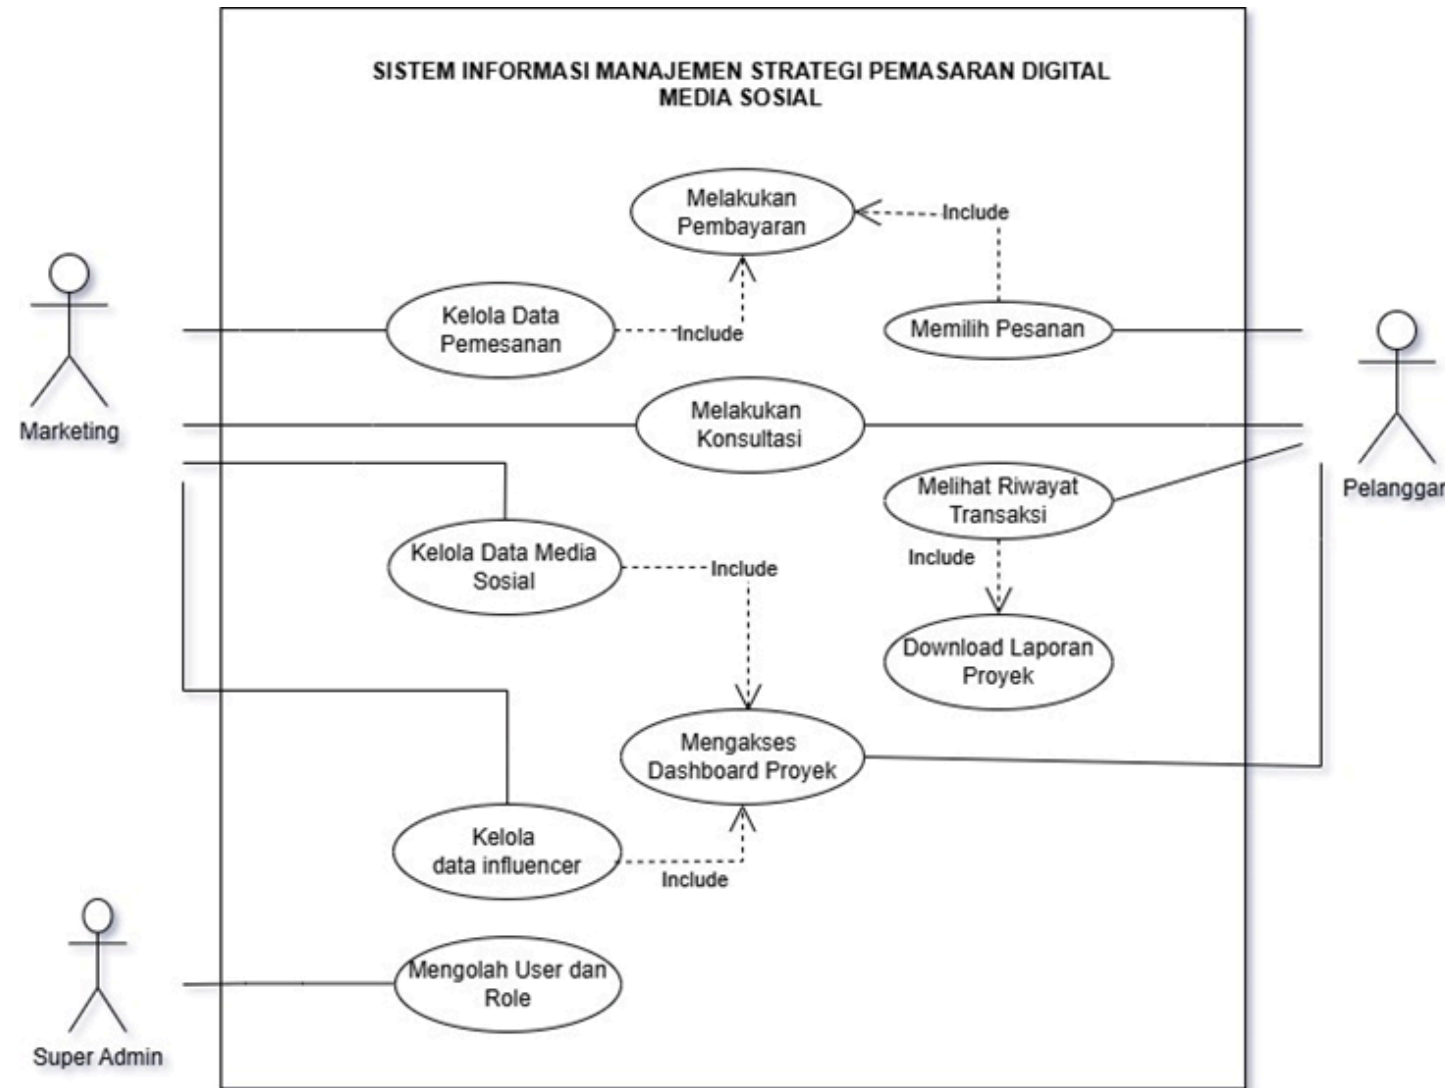 SISTEM INFORMASI MANAJEMEN STRATEGI PEMASARAN DIGITAL
MEDIA SOSIAL
Melakukan
Pembayaran
Include
Kelola Data
Pemesanan
Include
Memilih Pesanan
Marketing
Melakukan
Konsultasi
Pelanggan
Melihat Riwayat
Transaksi
Include
Kelola Data Media
Sosial
Include
Download Laporan
Proyek
Mengakses
Dashboard Proyek
Kelola
data influencer
Include
Mengolah User dan
Role
Super Admin